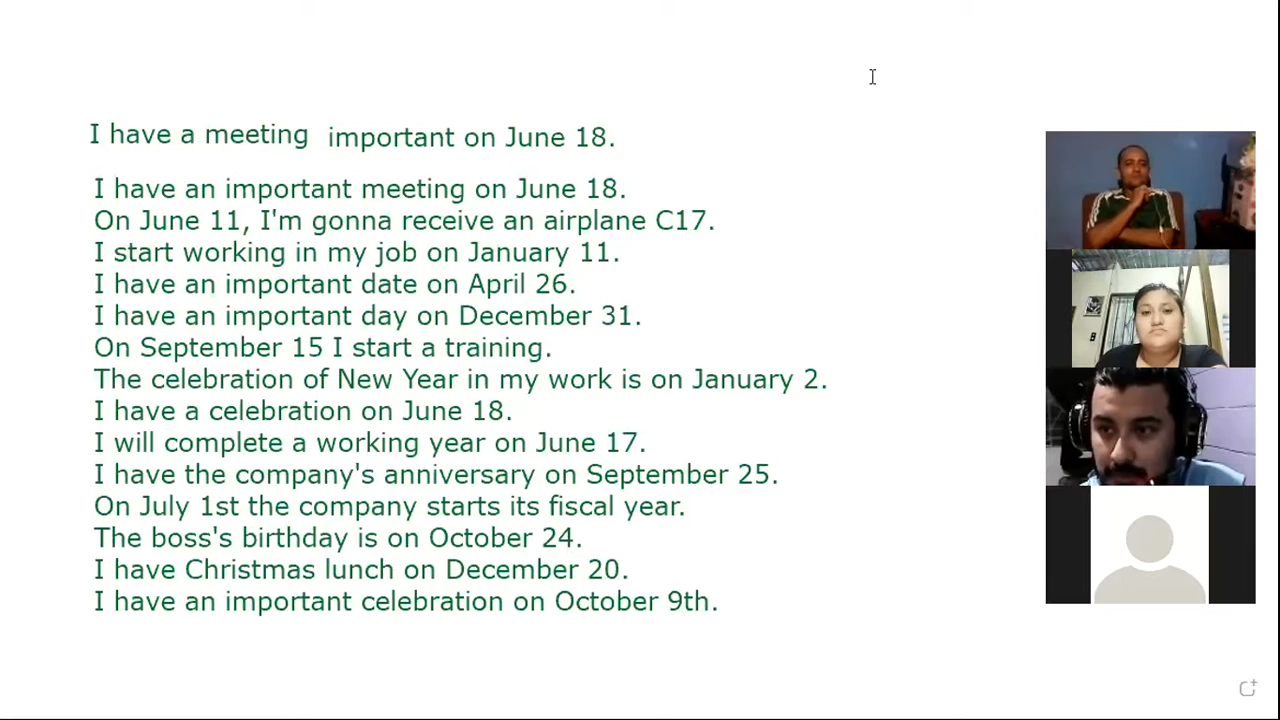 I have a meeting important on June 18.
I have an important meeting on June 18.
On June 11, I'm gonna receive an airplane C17.
I start working in my job on January 11.
I have an important date on April 26.
I have an important day on December 31.
On September 15 I start a training.
The celebration of New Year in my work is on January 2.
I have a celebration on June 18.
I will complete a working year on June 17.
I have the company's anniversary on September 25.
On July 1st the company starts its fiscal year.
The boss's birthday is on October 24.
I have Christmas lunch on December 20.
I have an important celebration on October 9th.